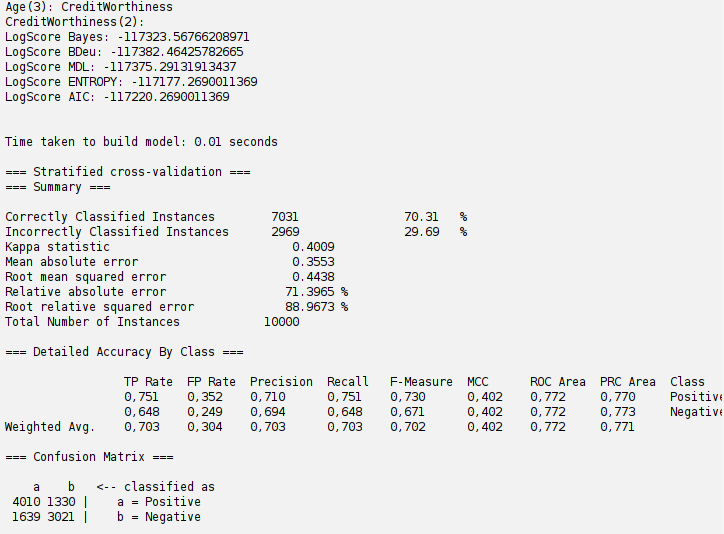 Age(3): CreditWorthiness
CreditWorthiness(2):
LogScore Bayes: -117323.56766208971
LogScore BDeu: -117382.46425782665
LogScore MDL: -117375.29131913437
LogScore ENTROPY: -117177.2690011369
LogScore AIC: -117220.2690011369
Time taken to build model: 0.01 seconds
=== Stratified cross-validation ===
=== Summary ===
Correctly Classified Instances 7031 70.31 %
Incorrectly Classified Instances 2969 29.69 %
Kappa statistic 0.4009
Mean absolute error 0.3553
Root mean squared error 0.4438
Relative absolute error 71.3965 %
Root relative squared error 88.9673 %
Total Number of Instances 10000
=== Detailed Accuracy By Class ===
TP Rate FP Rate Precision Recall F-Measure MCC ROC Area PRC Area Class
0,751 0,352 0,710 0,751 0,730 0,402 0,772 0,770 Positive
0,648 0,249 0,694 0,648 0,671 0,402 0,772 0,773 Negative
Weighted Avg. 0,703 0,304 0,703 0,703 0,702 0,402 0,772 0,771
=== Confusion Matrix ===
a b <-- classified as
4010 1330 | a = Positive
1639 3021 | b = Negative